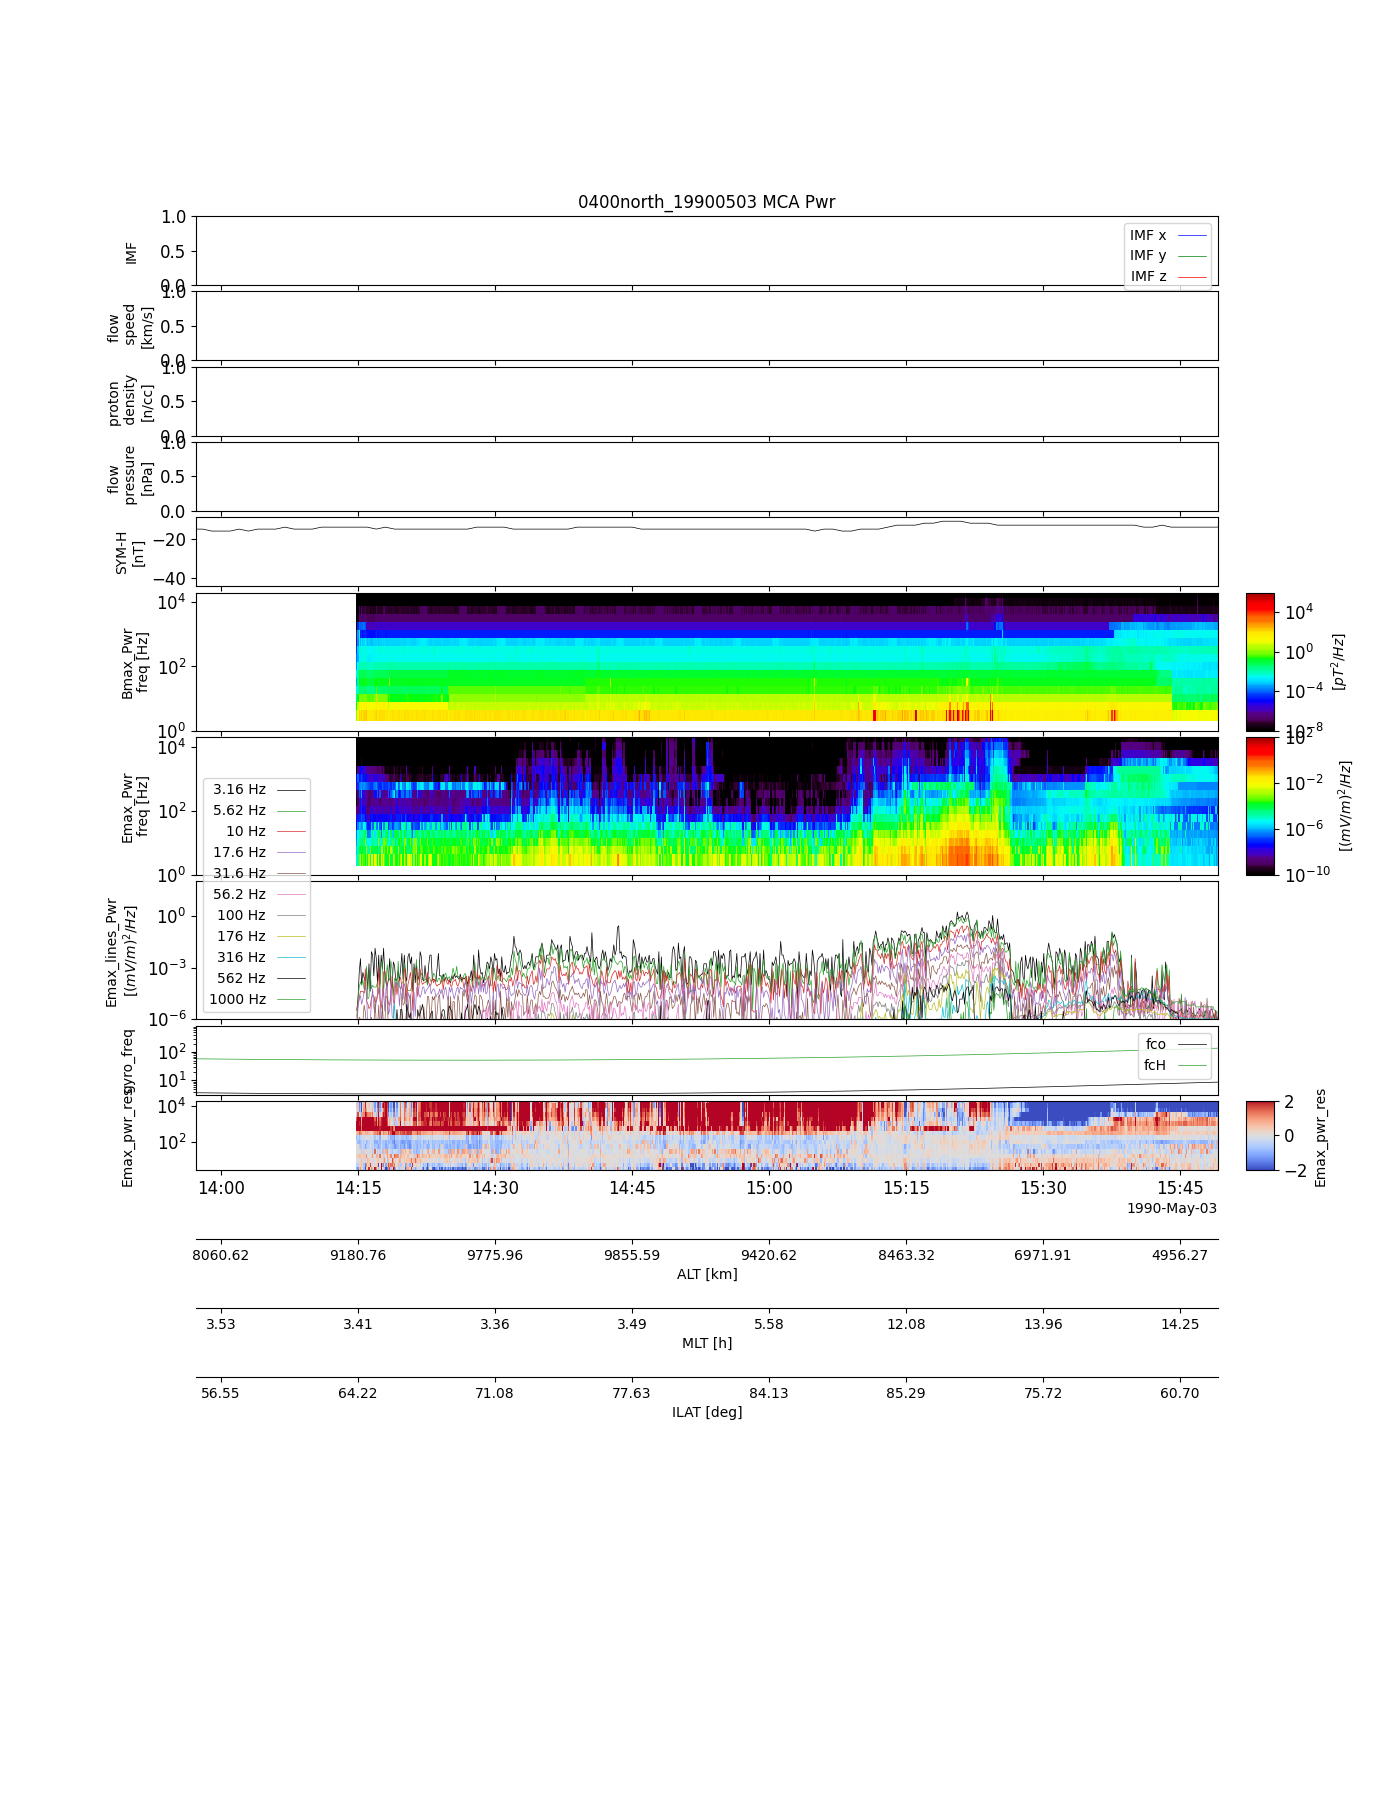 0400north_19900503 MCA Pwr
IMF
1.0
0.5
0.0
IMF x
IMF y
IMF z
flow
speed
[km/s]
1.0
0.5
0.0
proton
density
[n/cc]
1.0
0.5
0.0
flow
pressure
[nPa]
1.0
0.5
0.0
SYM-H
[nT]
−20
−40
Bmax_Pwr
freq [Hz]
10^4
10^2
10^0
10^4
10^0
10^−4
10^−8
[pT^2/Hz]
Emax_Pwr
freq [Hz]
10^4
10^2
10^0
10^2
10^−2
10^−6
10^−10
[(mV/m)^2/Hz]
3.16 Hz
5.62 Hz
10 Hz
17.6 Hz
31.6 Hz
56.2 Hz
100 Hz
176 Hz
316 Hz
562 Hz
1000 Hz
Emax_lines_Pwr
[(mV/m)^2/Hz]
10^0
10^−3
10^−6
gyro_freq
10^2
10^1
fco
fcH
Emax_pwr_res
10^4
10^2
2
0
−2
Emax_pwr_res
14:00 14:15 14:30 14:45 15:00 15:15 15:30 15:45
1990-May-03
8060.62 9180.76 9775.96 9855.59 9420.62 8463.32 6971.91 4956.27
ALT [km]
3.53 3.41 3.36 3.49 5.58 12.08 13.96 14.25
MLT [h]
56.55 64.22 71.08 77.63 84.13 85.29 75.72 60.70
ILAT [deg]